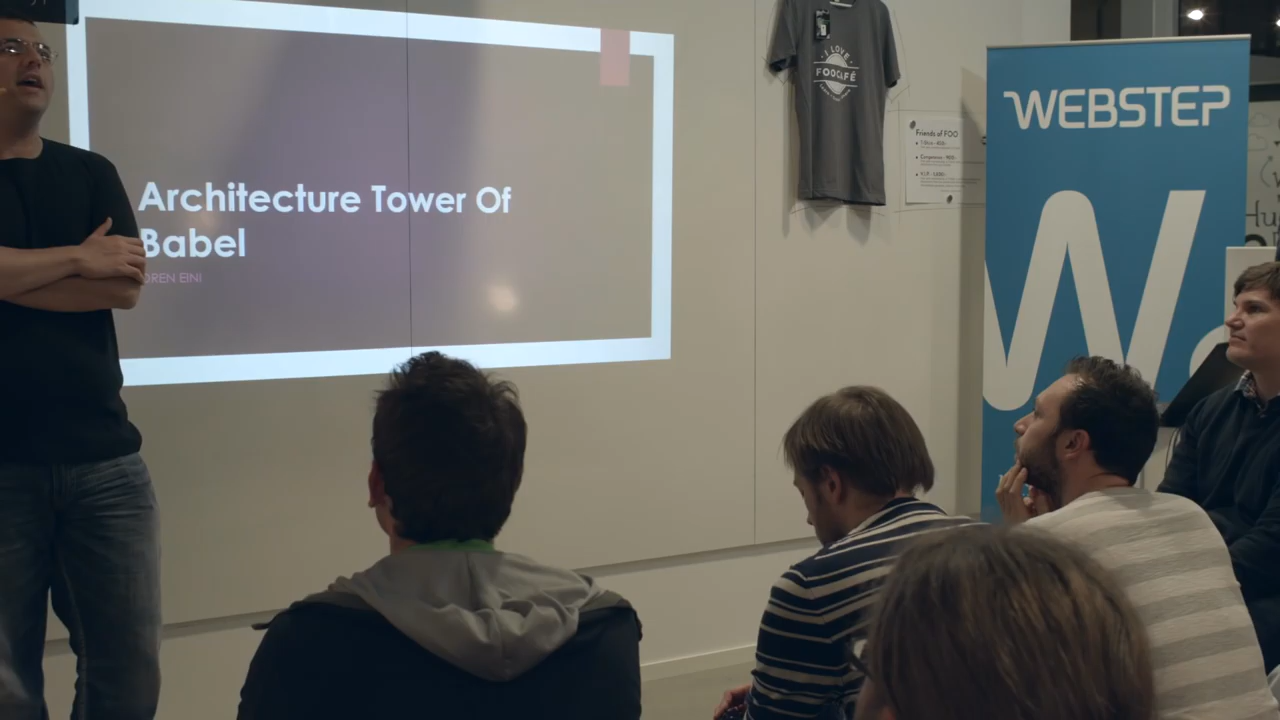 Architecture Tower Of
Babel
OREN EINI
I LOVE
FOOCAFÉ
Friends of FOO
WEBSTEP
W